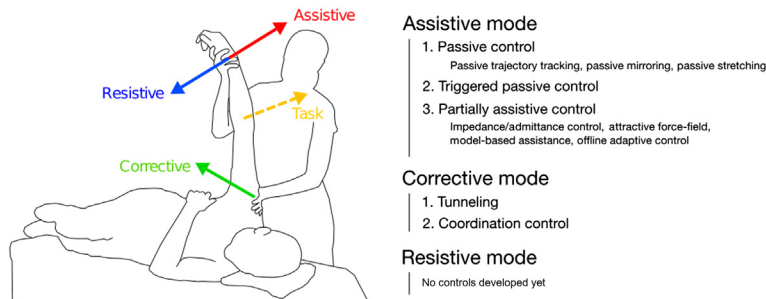 Assistive
Resistive
Task
Corrective
Assistive mode
1. Passive control
Passive trajectory tracking, passive mirroring, passive stretching
2. Triggered passive control
3. Partially assistive control
Impedance/admittance control, attractive force-field,
model-based assistance, offline adaptive control
Corrective mode
1. Tunneling
2. Coordination control
Resistive mode
No controls developed yet